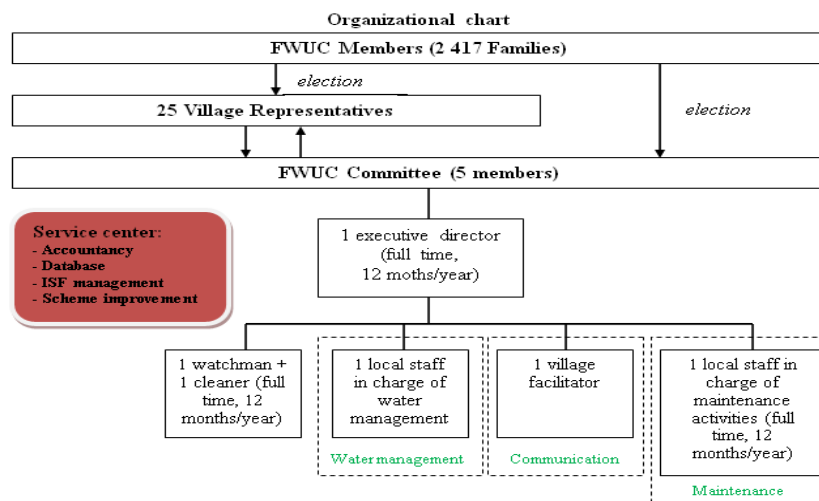 Organizational chart
FWUC Members (2 417 Families)
election
25 Village Representatives
election
FWUC Committee (5 members)
Service center:
- Accountancy
- Database
- ISF management
- Scheme improvement
1 executive director
(full time,
12 moths/year)
1 watchman +
1 cleaner (full
time, 12
months/year)
1 local staff
in charge of
water
management
Water management
1 village
facilitator
Communication
1 local staff in
charge of
maintenance
activities (full
time, 12
months/year)
Maintenance